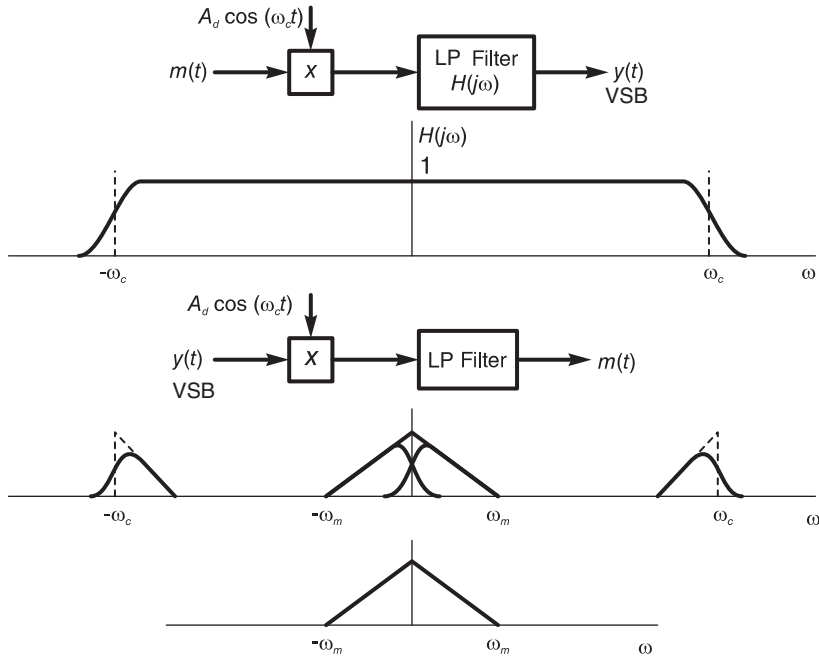 A_d cos (ω_c t)
m(t) x LP Filter H(jω) y(t) VSB
H(jω)
1
-ω_c ω_c ω
A_d cos (ω_c t)
y(t) VSB x LP Filter m(t)
-ω_c -ω_m ω_m ω_c ω
-ω_m ω_m ω